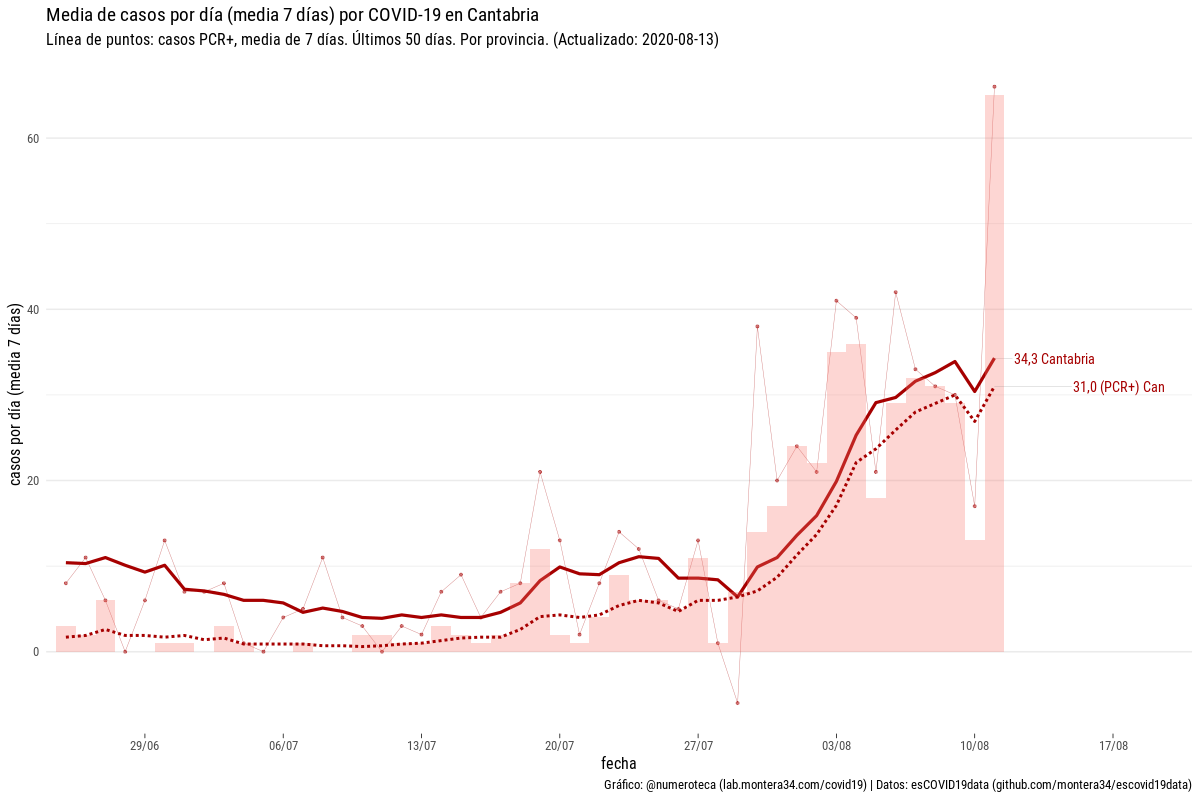 Media de casos por día (media 7 días) por COVID-19 en Cantabria
Línea de puntos: casos PCR+, media de 7 días. Últimos 50 días. Por provincia. (Actualizado: 2020-08-13)
casos por día (media 7 días)
60
40
20
0
34,3 Cantabria
31,0 (PCR+) Can
29/06
06/07
13/07
20/07
27/07
03/08
10/08
17/08
fecha
Gráfico: @numeroteca (lab.montera34.com/covid19) | Datos: esCOVID19data (github.com/montera34/escovid19data)